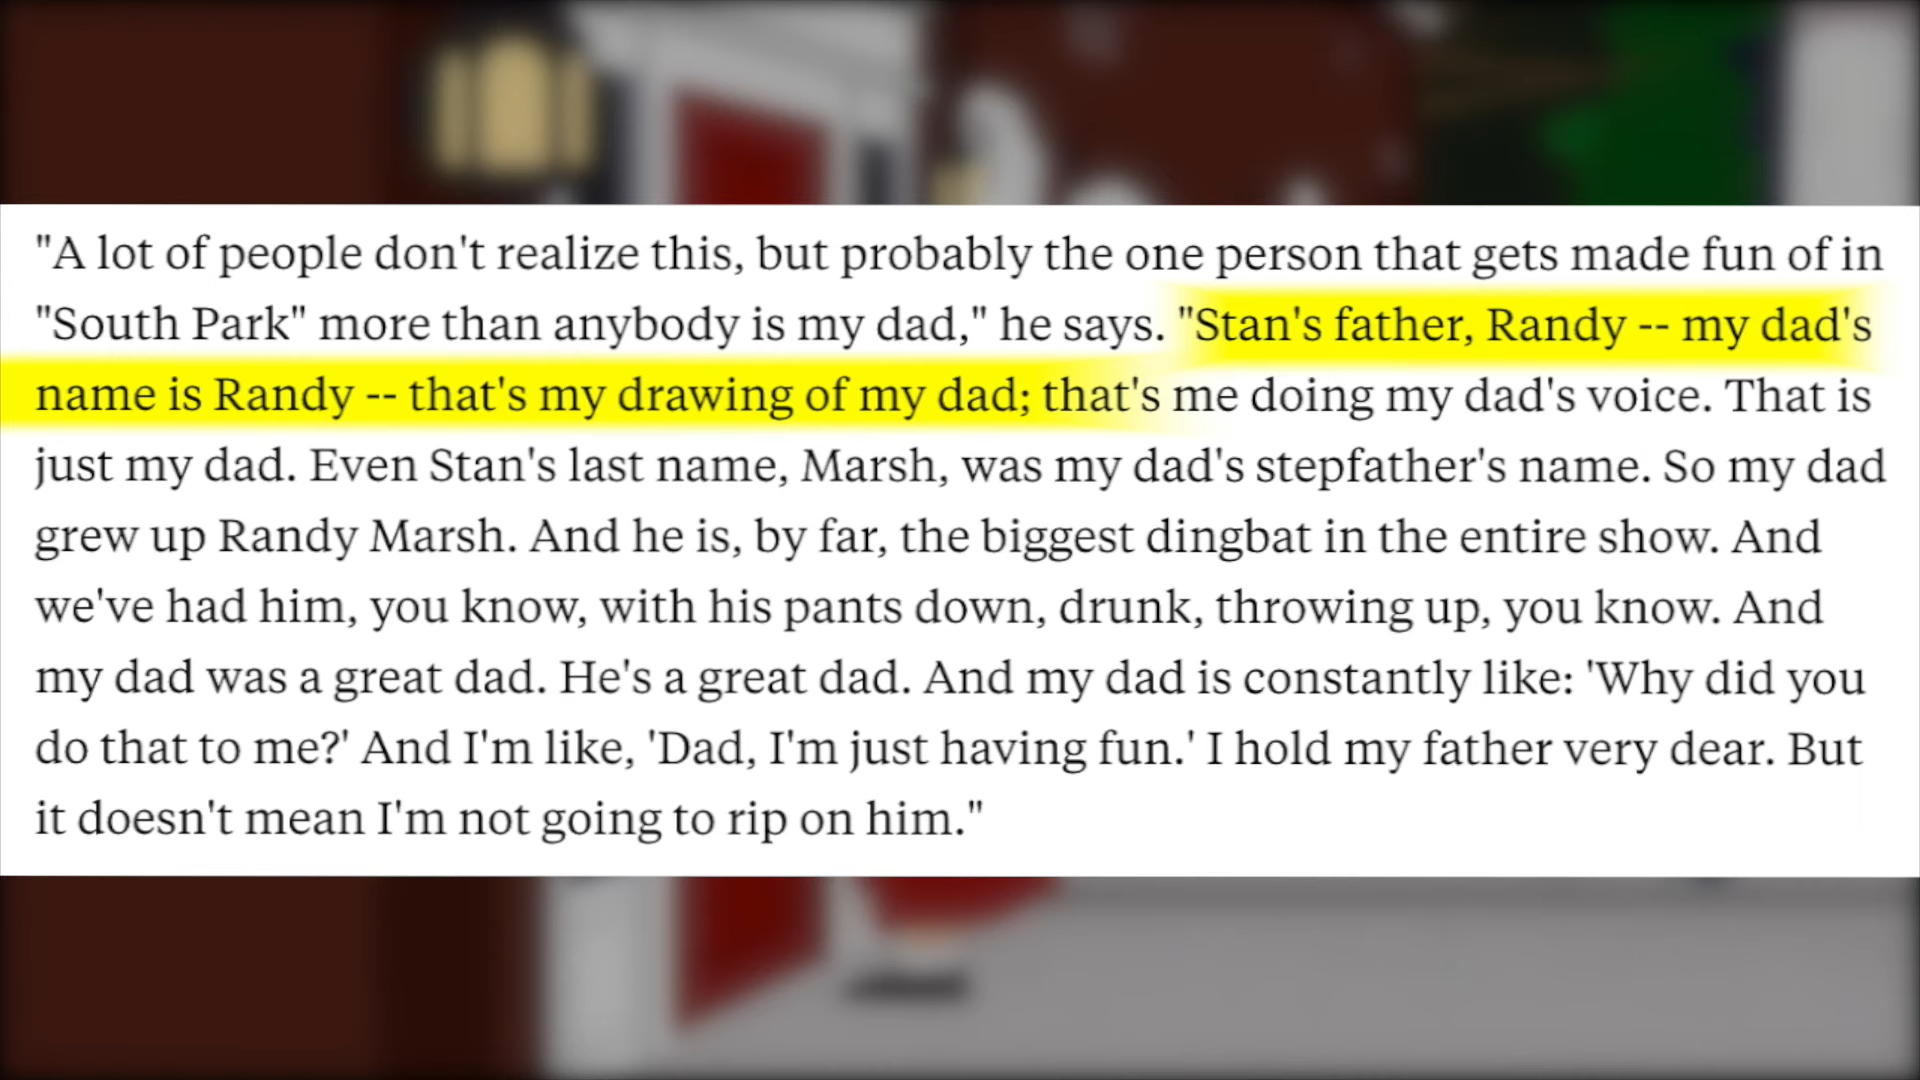 "A lot of people don't realize this, but probably the one person that gets made fun of in
"South Park" more than anybody is my dad," he says. "Stan's father, Randy -- my dad's
name is Randy -- that's my drawing of my dad; that's me doing my dad's voice. That is
just my dad. Even Stan's last name, Marsh, was my dad's stepfather's name. So my dad
grew up Randy Marsh. And he is, by far, the biggest dingbat in the entire show. And
we've had him, you know, with his pants down, drunk, throwing up, you know. And
my dad was a great dad. He's a great dad. And my dad is constantly like: 'Why did you
do that to me?' And I'm like, 'Dad, I'm just having fun.' I hold my father very dear. But
it doesn't mean I'm not going to rip on him."